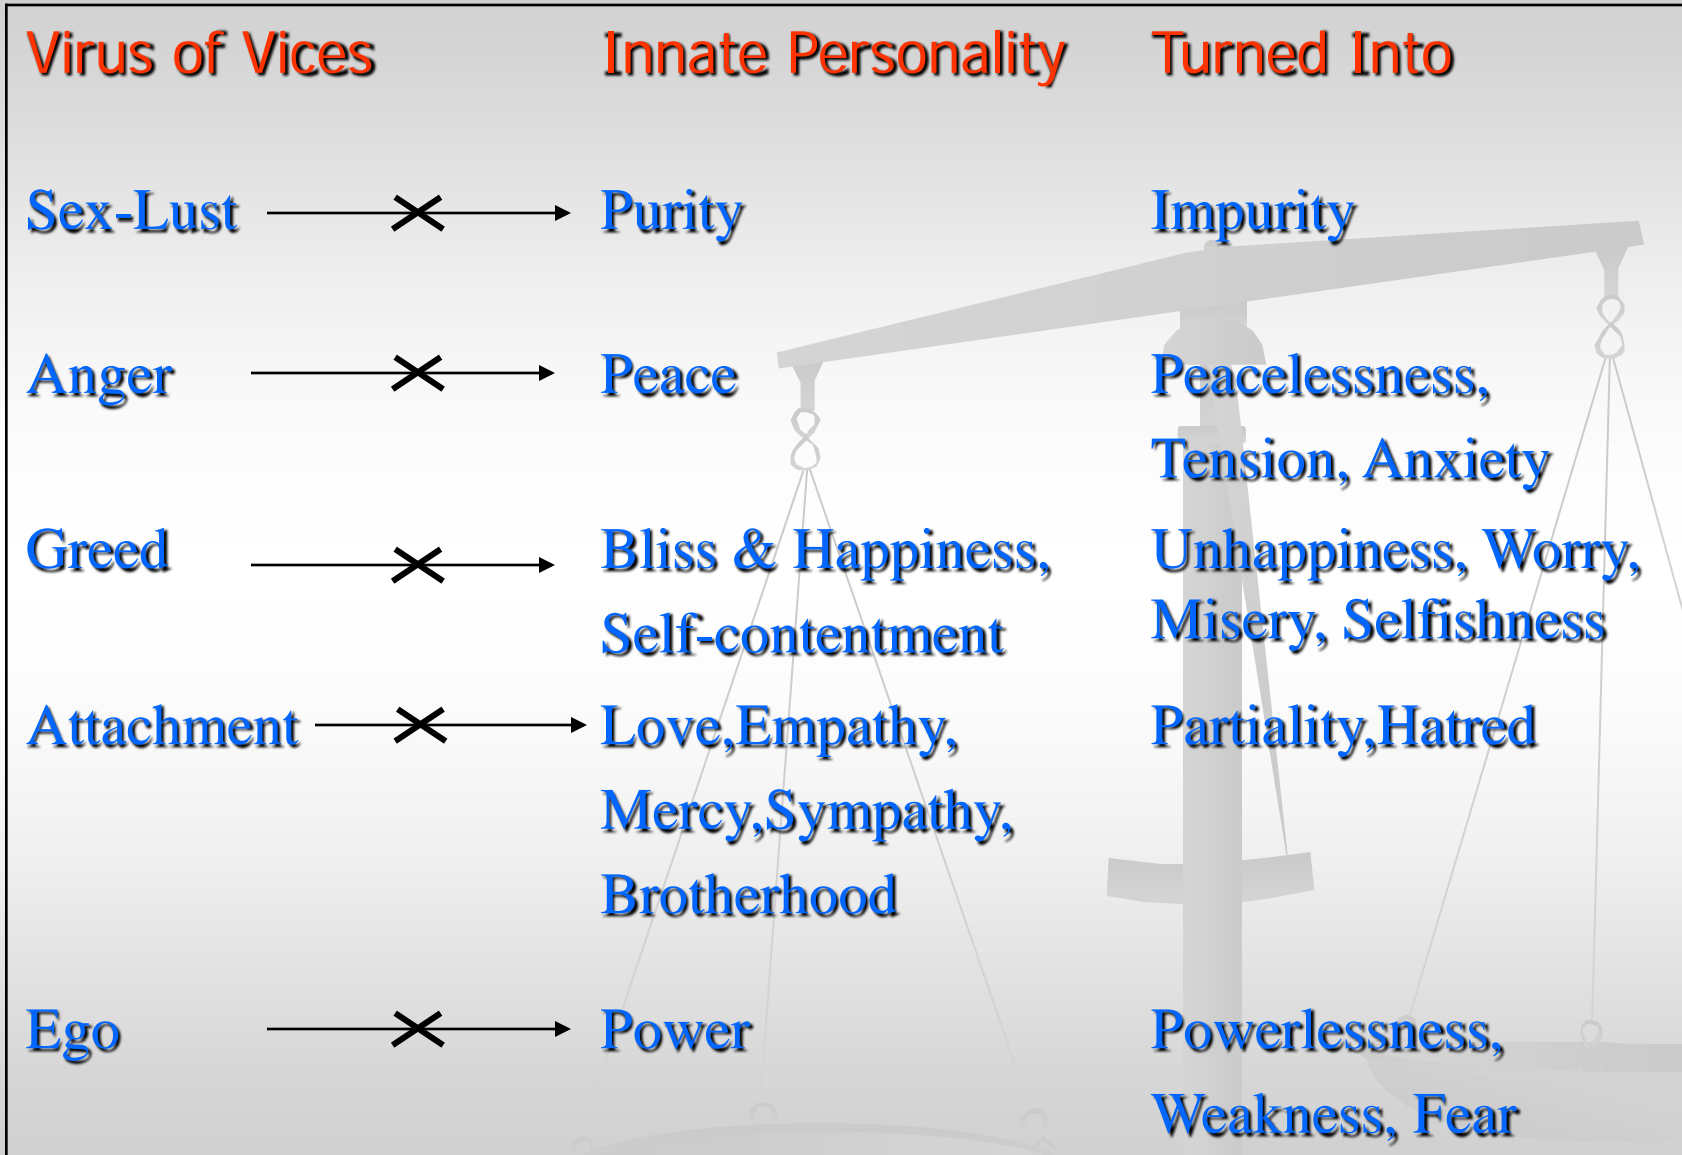 Virus of Vices Innate Personality Turned Into
Sex-Lust Purity Impurity
Anger Peace Peacelessness,
Tension, Anxiety
Greed Bliss & Happiness, Unhappiness, Worry,
Self-contentment Misery, Selfishness
Attachment Love,Empathy, Partiality,Hatred
Mercy,Sympathy,
Brotherhood
Ego Power Powerlessness,
Weakness, Fear